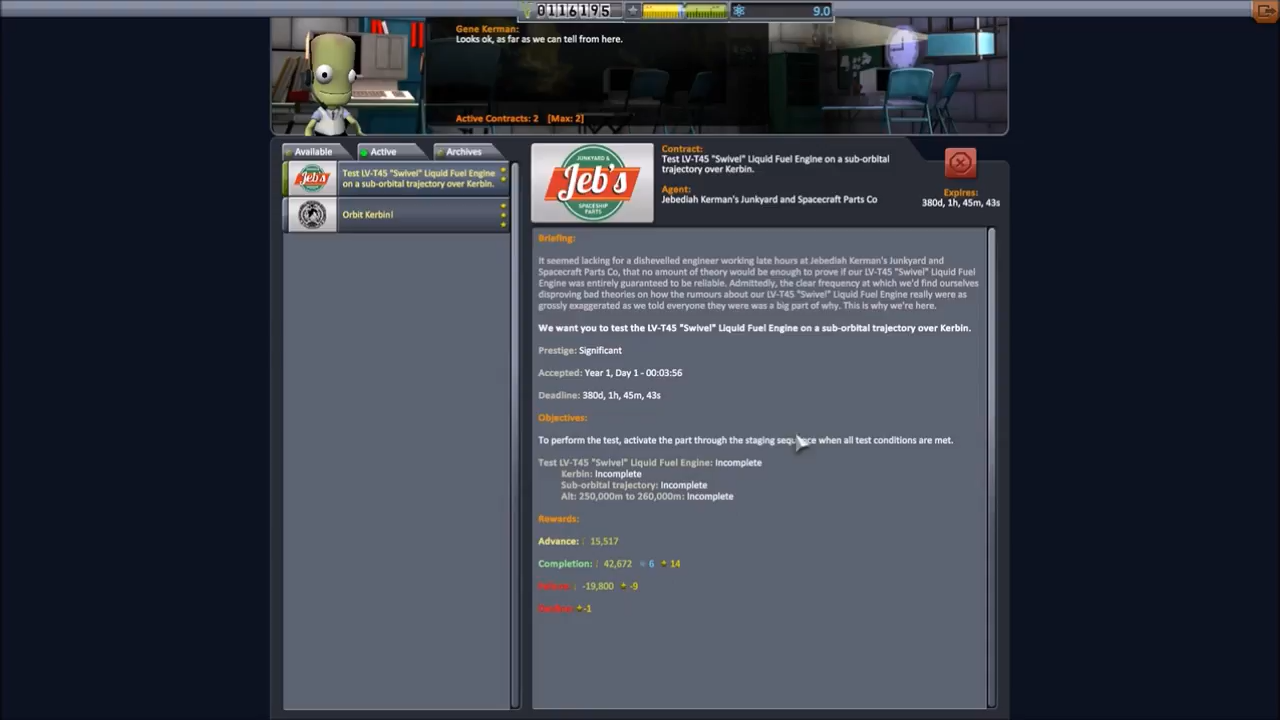 0116195
9.0
Gene Kerman:
Looks ok, as far as we can tell from here.
Active Contracts: 2 [Max: 2]
Available
Active
Archives
Test LV-T45 "Swivel" Liquid Fuel Engine
on a sub-orbital trajectory over Kerbin.
Orbit Kerbin!
JUNKYARD &
Jeb's
SPACESHIP
PARTS
Contract:
Test LV-T45 "Swivel" Liquid Fuel Engine on a sub-orbital
trajectory over Kerbin.
Agent:
Jebediah Kerman's Junkyard and Spacecraft Parts Co
Expires:
380d, 1h, 45m, 43s
Briefing:
It seemed lacking for a dishevelled engineer working late hours at Jebediah Kerman's Junkyard and
Spacecraft Parts Co, that no amount of theory would be enough to prove if our LV-T45 "Swivel" Liquid Fuel
Engine was entirely guaranteed to be reliable. Admittedly, the clear frequency at which we'd find ourselves
disproving bad theories on how the rumours about our LV-T45 "Swivel" Liquid Fuel Engine really were as
grossly exaggerated as we told everyone they were was a big part of why. This is why we're here.
We want you to test the LV-T45 "Swivel" Liquid Fuel Engine on a sub-orbital trajectory over Kerbin.
Prestige: Significant
Accepted: Year 1, Day 1 - 00:03:56
Deadline: 380d, 1h, 45m, 43s
Objectives:
To perform the test, activate the part through the staging sequence when all test conditions are met.
Test LV-T45 "Swivel" Liquid Fuel Engine: Incomplete
Kerbin: Incomplete
Sub-orbital trajectory: Incomplete
Alt: 250,000m to 260,000m: Incomplete
Rewards:
Advance: 15,517
Completion: 42,672 6 14
-19,800 -9
-1